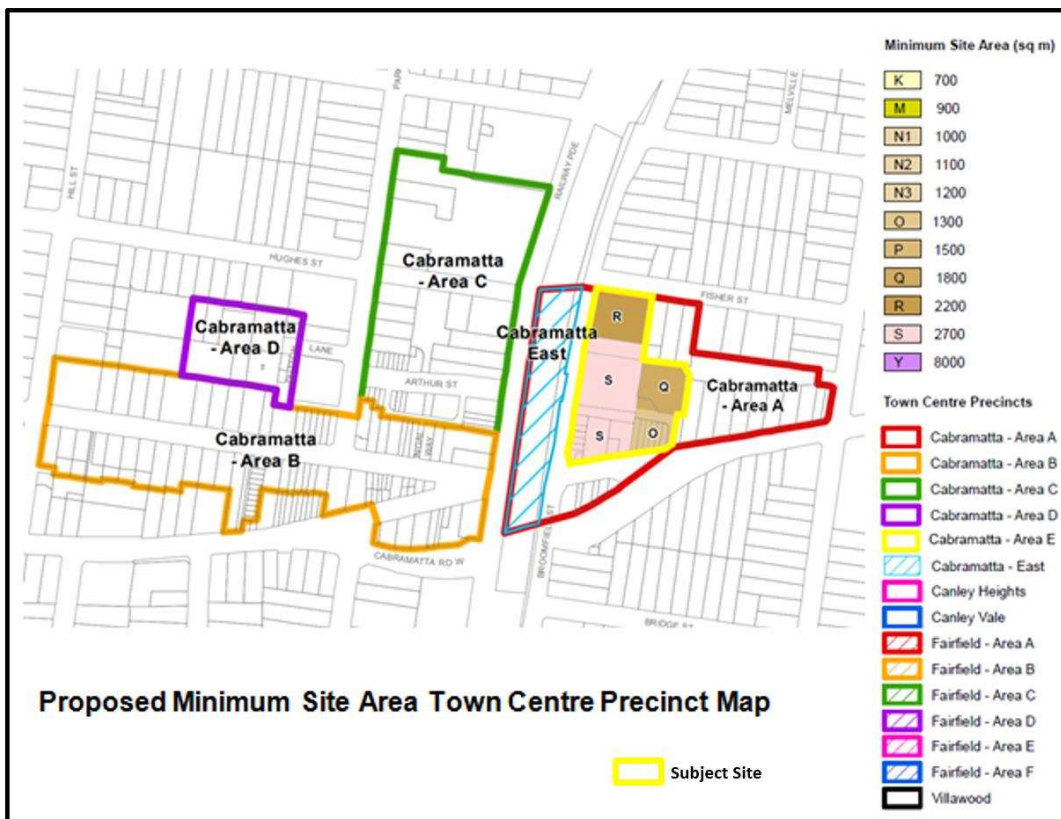 Minimum Site Area (sq m)
K 700
M 900
N1 1000
N2 1100
N3 1200
O 1300
P 1500
Q 1800
R 2200
S 2700
Y 8000
Town Centre Precincts
Cabramatta - Area A
Cabramatta - Area B
Cabramatta - Area C
Cabramatta - Area D
Cabramatta - Area E
Cabramatta - East
Canley Heights
Canley Vale
Fairfield - Area A
Fairfield - Area B
Fairfield - Area C
Fairfield - Area D
Fairfield - Area E
Fairfield - Area F
Villawood
HILL ST
PARK
RAILWAY PDE
MELVILLE
HUGHES ST
Cabramatta
- Area C
FISHER ST
Cabramatta
- Area D
LANE
Cabramatta
East
R
S
Q
Cabramatta
- Area A
ARTHUR ST
Cabramatta
- Area B
WAY
S
O
CABRAMATTA RD W
BROOMFIELD ST
BRIDGE ST
Proposed Minimum Site Area Town Centre Precinct Map
Subject Site